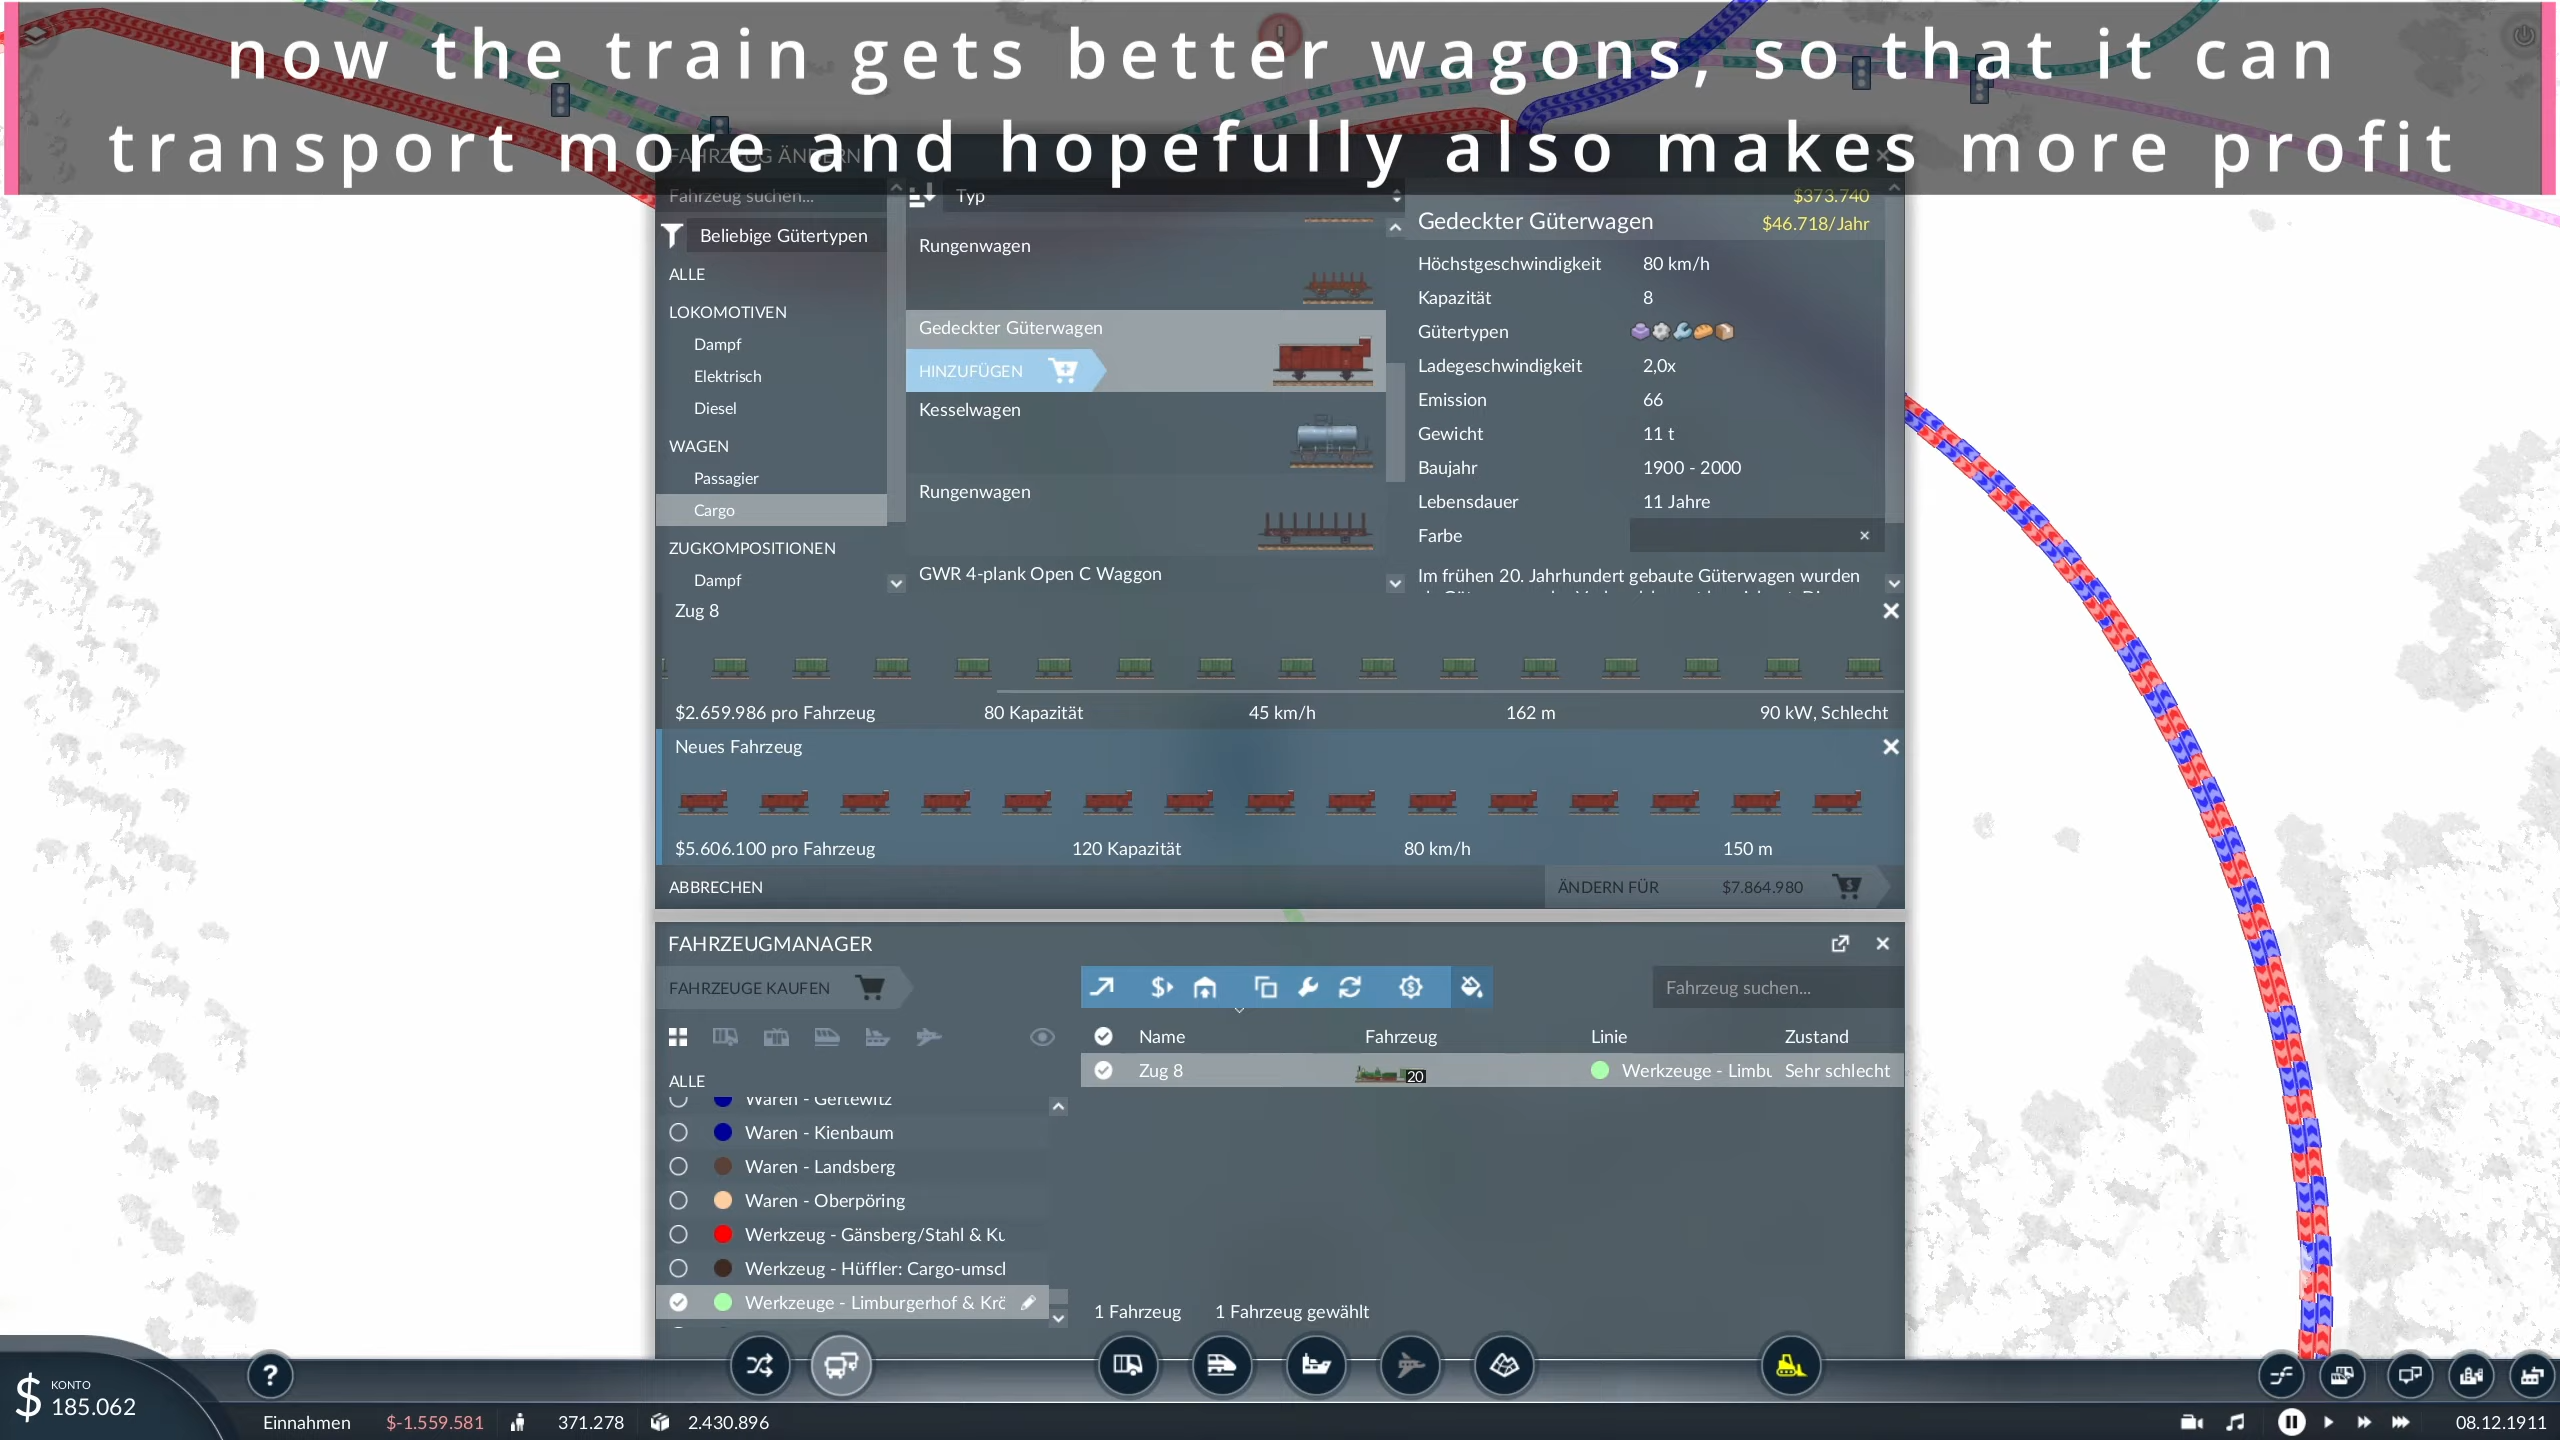 now the train gets better wagons, so that it can
transport more and hopefully also makes more profit
FAHRZEUG ÄNDERN
Fahrzeug suchen...
Beliebige Gütertypen
ALLE
LOKOMOTIVEN
Dampf
Elektrisch
Diesel
WAGEN
Passagier
Cargo
ZUGKOMPOSITIONEN
Dampf
Typ
Rungenwagen
Gedeckter Güterwagen
HINZUFÜGEN
Kesselwagen
Rungenwagen
GWR 4-plank Open C Waggon
$373.740
Gedeckter Güterwagen $46.718/Jahr
Höchstgeschwindigkeit 80 km/h
Kapazität 8
Gütertypen
Ladegeschwindigkeit 2,0x
Emission 66
Gewicht 11 t
Baujahr 1900 - 2000
Lebensdauer 11 Jahre
Farbe
Im frühen 20. Jahrhundert gebaute Güterwagen wurden
Zug 8
$2.659.986 pro Fahrzeug 80 Kapazität 45 km/h 162 m 90 kW, Schlecht
Neues Fahrzeug
$5.606.100 pro Fahrzeug 120 Kapazität 80 km/h 150 m
ABBRECHEN ÄNDERN FÜR $7.864.980
FAHRZEUGMANAGER
FAHRZEUGE KAUFEN
Fahrzeug suchen...
ALLE
Waren - Gertewitz
Waren - Kienbaum
Waren - Landsberg
Waren - Oberpöring
Werkzeug - Gänsberg/Stahl & Ku
Werkzeug - Hüffler: Cargo-umscl
Werkzeuge - Limburgerhof & Krö
Name Fahrzeug Linie Zustand
Zug 8 20 Werkzeuge - Limbu Sehr schlecht
1 Fahrzeug 1 Fahrzeug gewählt
$ KONTO
185.062
?
Einnahmen $-1.559.581 371.278 2.430.896
08.12.1911